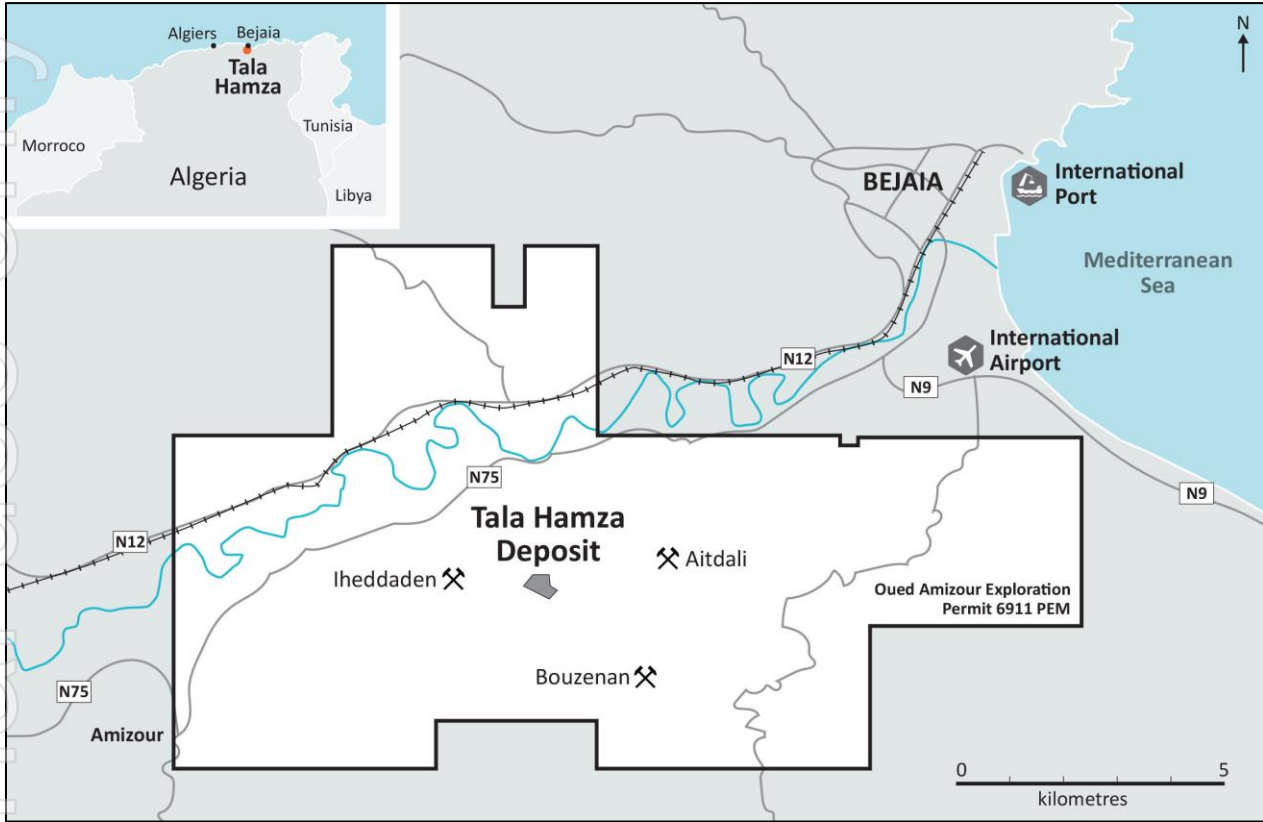 Algiers
Bejaia
Tala
Hamza
Morroco
Algeria
Tunisia
Libya
N
BEJAIA
International
Port
Mediterranean
Sea
International
Airport
N12
N9
N9
N75
N12
Tala Hamza
Deposit
Iheddaden
Aitdali
Oued Amizour Exploration
Permit 6911 PEM
Bouzenan
N75
Amizour
0
5
kilometres